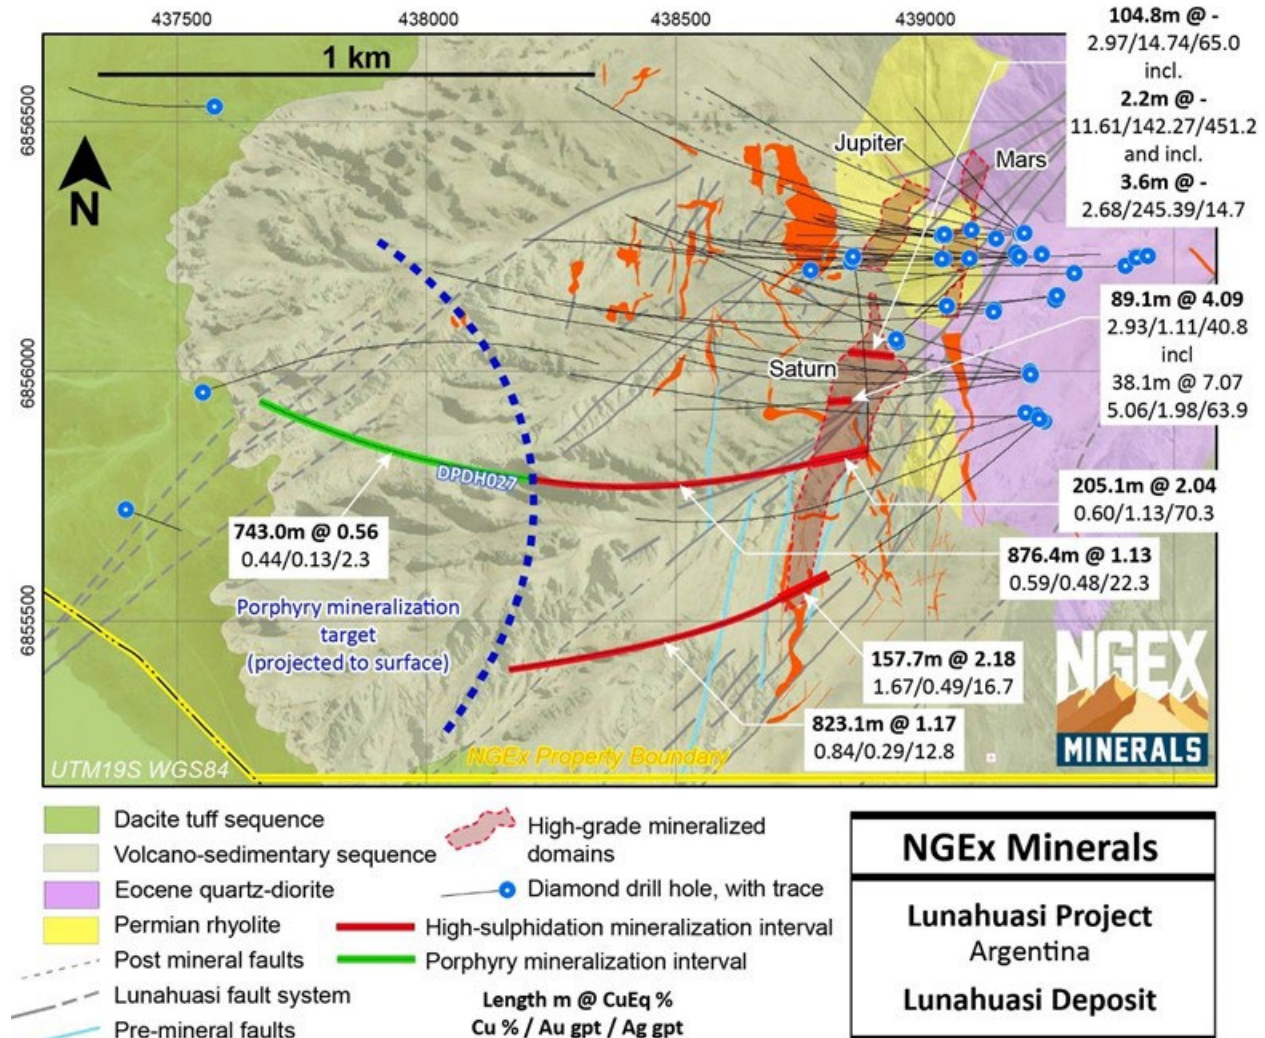 437500
438000
438500
439000
104.8m @ -
2.97/14.74/65.0
incl.
2.2m @ -
11.61/142.27/451.2
and incl.
3.6m @ -
2.68/245.39/14.7
1 km
6856500
N
Jupiter
Mars
89.1m @ 4.09
2.93/1.11/40.8
incl
38.1m @ 7.07
5.06/1.98/63.9
6856000
Saturn
DPDH027
205.1m @ 2.04
0.60/1.13/70.3
743.0m @ 0.56
0.44/0.13/2.3
876.4m @ 1.13
0.59/0.48/22.3
6855500
Porphyry mineralization
target
(projected to surface)
157.7m @ 2.18
1.67/0.49/16.7
823.1m @ 1.17
0.84/0.29/12.8
NGEX
MINERALS
NGEx Property Boundary
UTM19S WGS84
Dacite tuff sequence
Volcano-sedimentary sequence
Eocene quartz-diorite
Permian rhyolite
Post mineral faults
Lunahuasi fault system
Pre-mineral faults
High-grade mineralized
domains
Diamond drill hole, with trace
High-sulphidation mineralization interval
Porphyry mineralization interval
Length m @ CuEq %
Cu % / Au gpt / Ag gpt
NGEx Minerals
Lunahuasi Project
Argentina
Lunahuasi Deposit